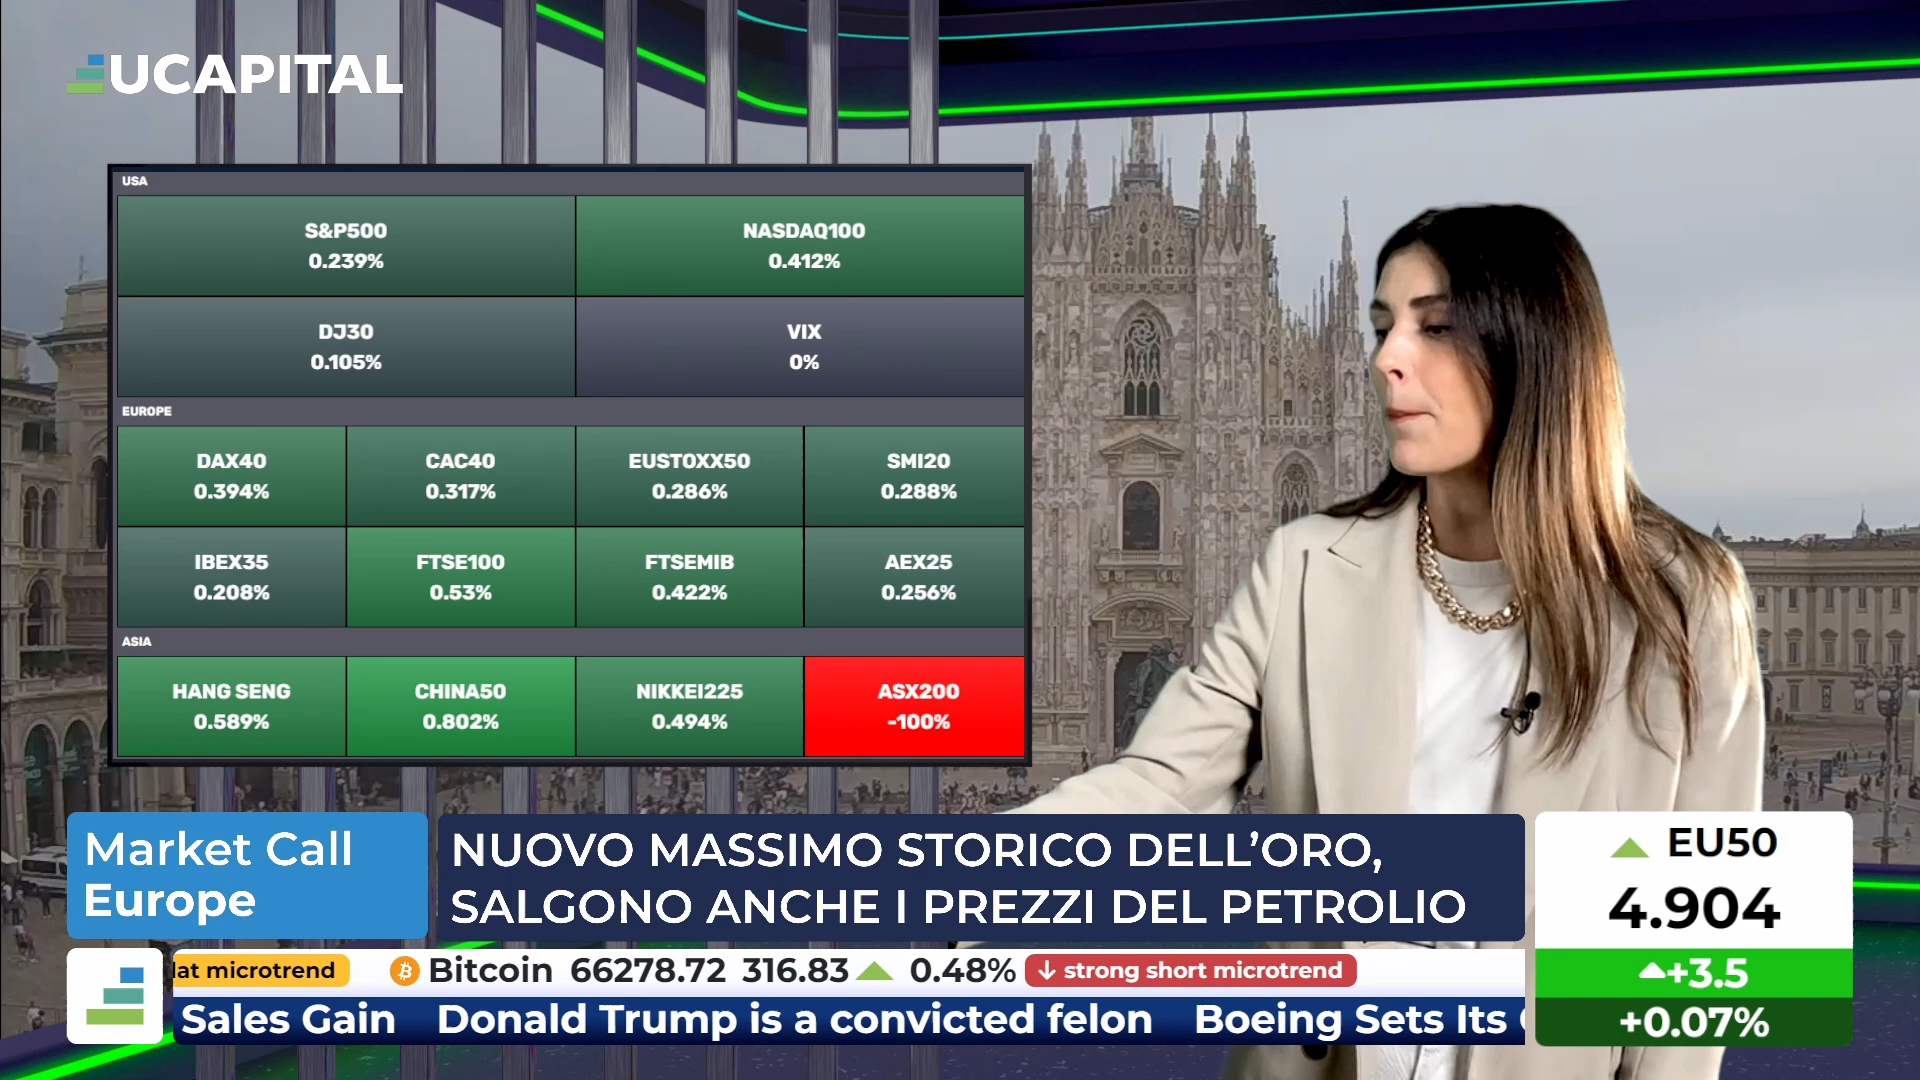 UCAPITAL
USA
S&P500
0.239%
NASDAQ100
0.412%
DJ30
0.105%
VIX
0%
EUROPE
DAX40
0.394%
CAC40
0.317%
EUSTOXX50
0.286%
SMI20
0.288%
IBEX35
0.208%
FTSE100
0.53%
FTSEMIB
0.422%
AEX25
0.256%
ASIA
HANG SENG
0.589%
CHINA50
0.802%
NIKKEI225
0.494%
ASX200
-100%
Market Call
Europe
NUOVO MASSIMO STORICO DELL'ORO,
SALGONO ANCHE I PREZZI DEL PETROLIO
EU50
4.904
+3.5
+0.07%
microtrend Bitcoin 66278.72 316.83 0.48% strong short microtrend
Sales Gain Donald Trump is a convicted felon Boeing Sets Its